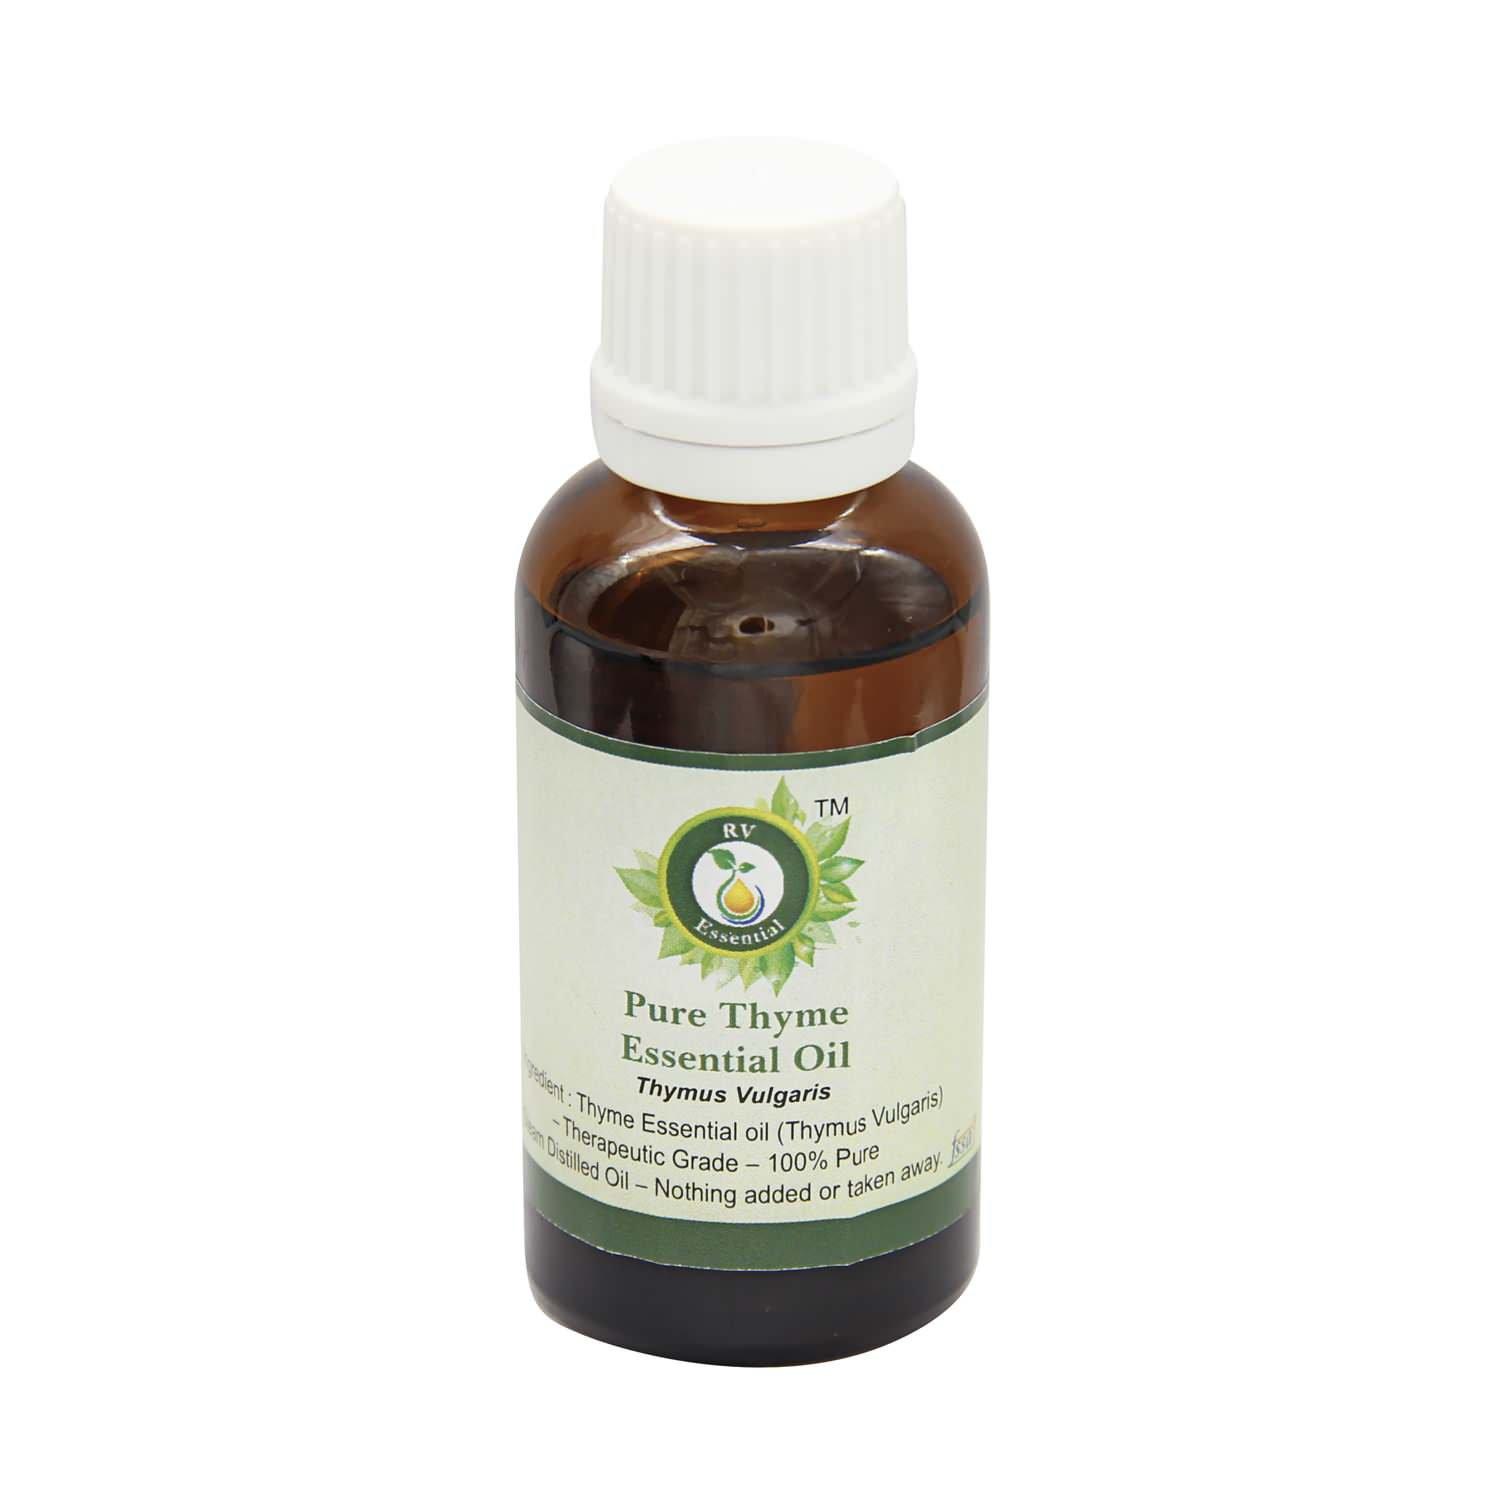 RV
Essential
TM
Pure Thyme
Essential Oil
Thymus Vulgaris
: Thyme Essential oil (Thymus Vulgaris)
– Therapeutic Grade – 100% Pure
Distilled Oil – Nothing added or taken away.